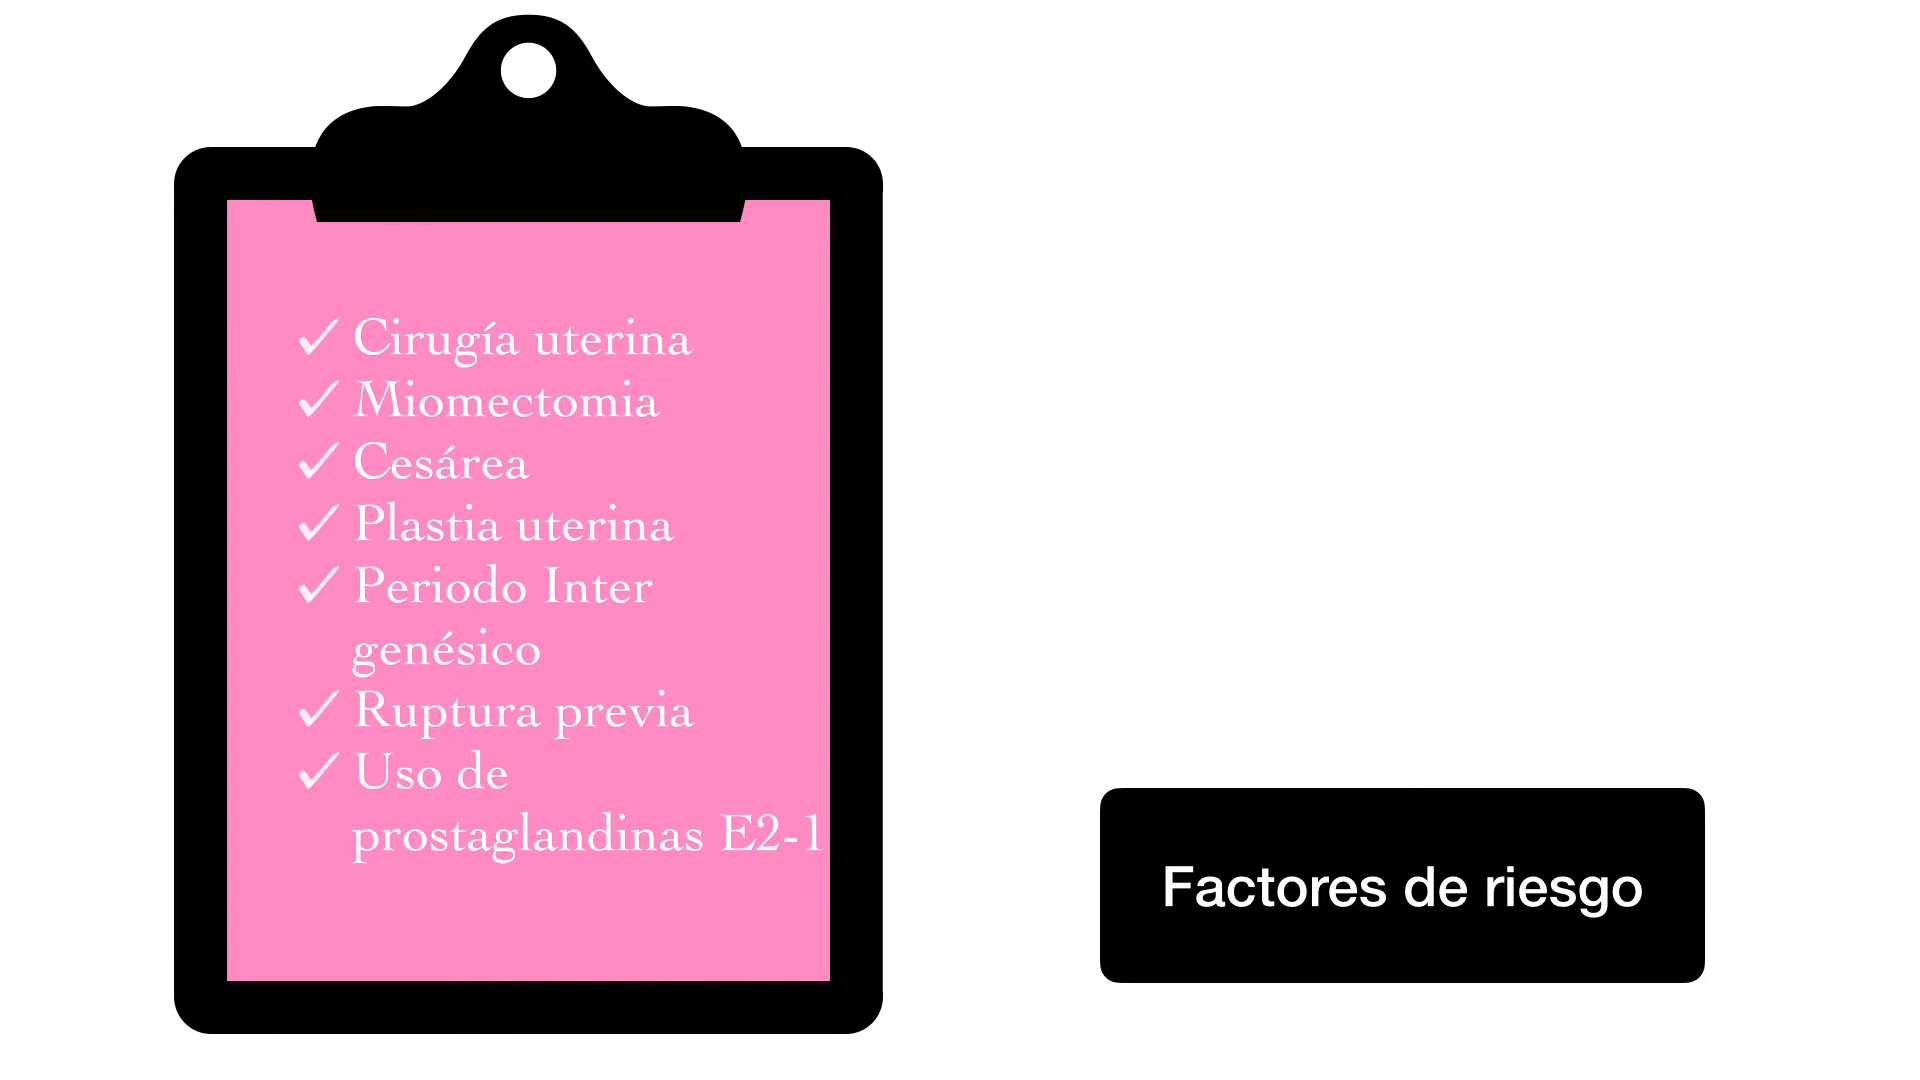 ✓ Cirugía uterina
✓ Miomectomia
✓ Cesárea
✓ Plastia uterina
✓ Periodo Inter
genésico
✓ Ruptura previa
✓ Uso de
prostaglandinas E2-1
Factores de riesgo